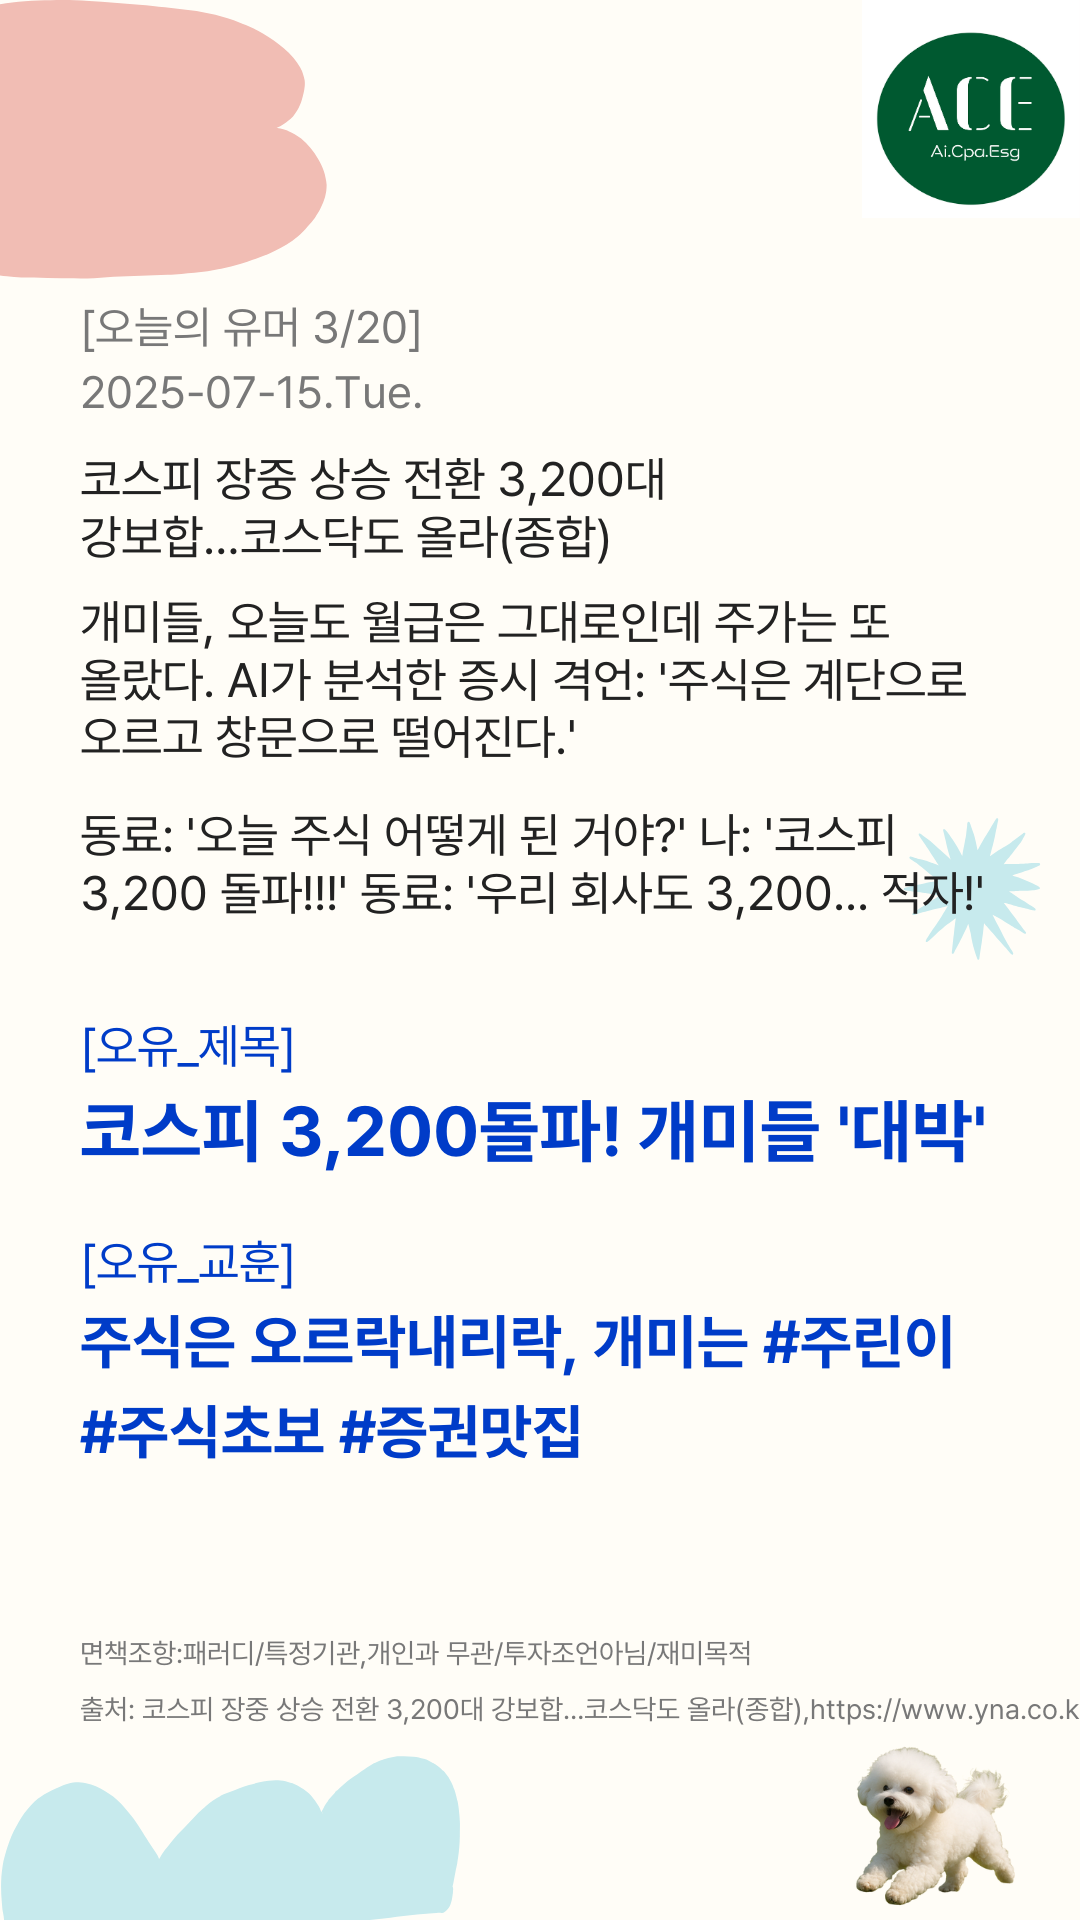 ACE
Ai.Cpa.Esg
[오늘의 유머 3/20]
2025-07-15.Tue.
코스피 장중 상승 전환 3,200대
강보합…코스닥도 올라(종합)
개미들, 오늘도 월급은 그대로인데 주가는 또
올랐다. AI가 분석한 증시 격언: '주식은 계단으로
오르고 창문으로 떨어진다.'
동료: '오늘 주식 어떻게 된 거야?' 나: '코스피
3,200 돌파!!!' 동료: '우리 회사도 3,200... 적자!'
[오유_제목]
코스피 3,200돌파! 개미들 '대박'
[오유_교훈]
주식은 오르락내리락, 개미는 #주린이
#주식초보 #증권맛집
면책조항:패러디/특정기관,개인과 무관/투자조언아님/재미목적
출처: 코스피 장중 상승 전환 3,200대 강보합…코스닥도 올라(종합),https://www.yna.co.k